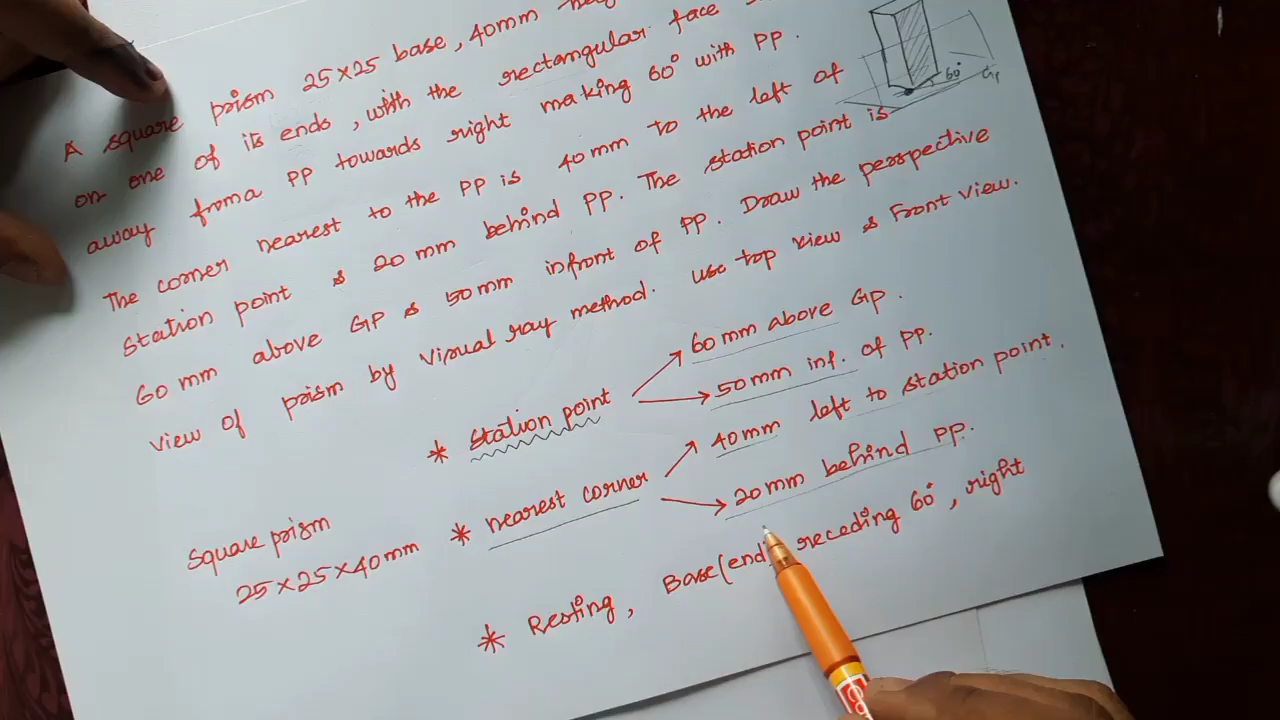 A square prism 25×25 base, 40mm
on one of its ends, with the rectangular face
away froma PP towards right making 60° with PP.
The corner nearest to the PP is 40mm to the left of
Station point & 20mm behind PP. The station point is
60mm above GP & 50mm infront of PP. Draw the perspective
view of prism by Visual ray method. use top view & Front view.
60° GP
* Station point
60mm above GP.
50mm inf. of PP.
* nearest corner
40mm left to station point.
20mm behind PP.
Square prism
25×25×40mm
* Resting, Base(end) receding 60°, right